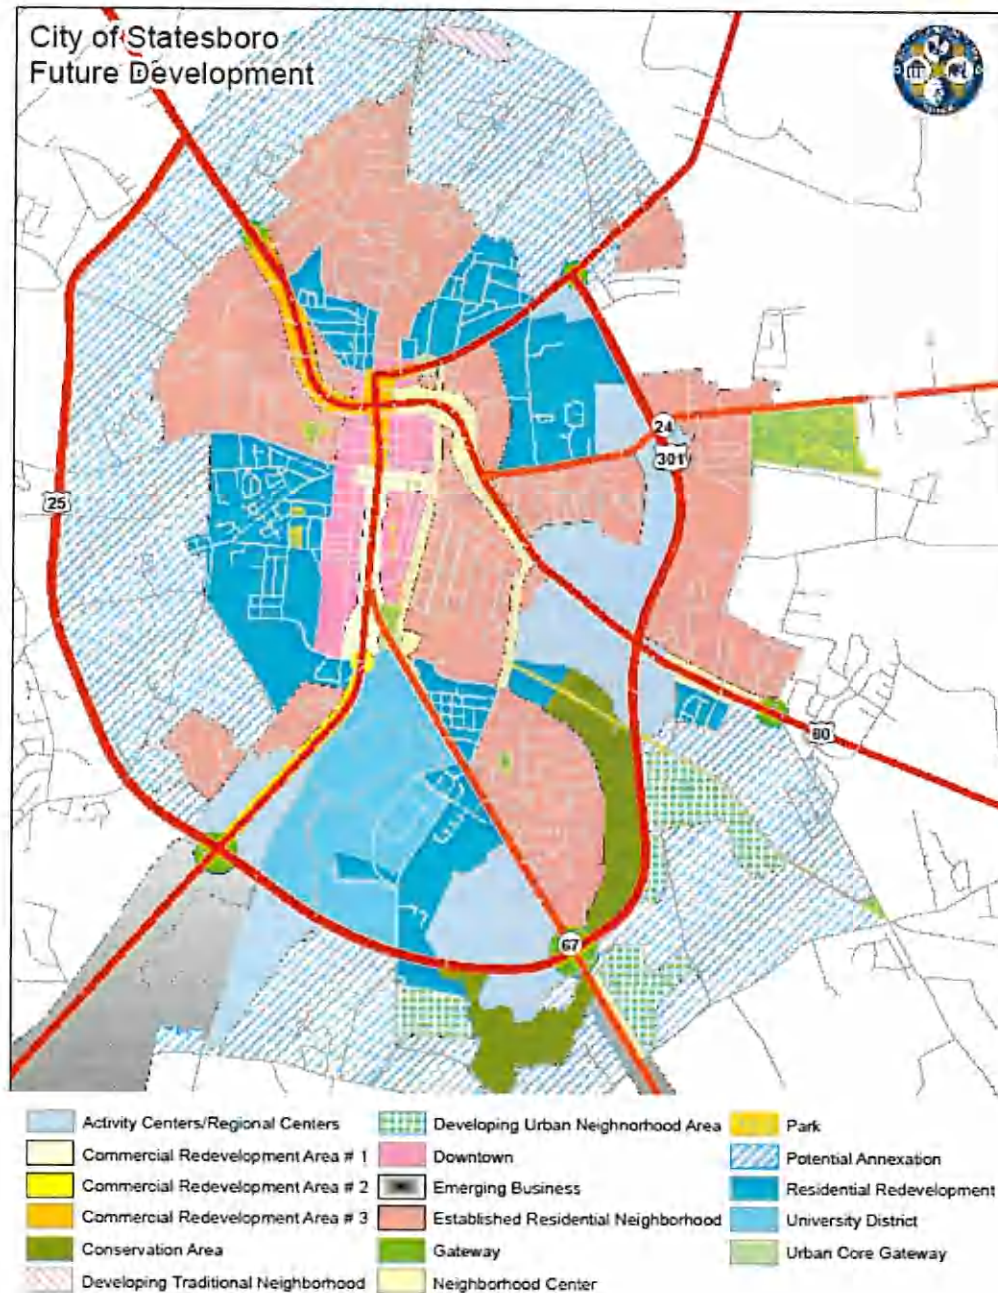 City of Statesboro
Future Development
24
301
25
80
67
Activity Centers/Regional Centers
Commercial Redevelopment Area # 1
Commercial Redevelopment Area # 2
Commercial Redevelopment Area # 3
Conservation Area
Developing Traditional Neighborhood
Developing Urban Neighnorhood Area
Downtown
Emerging Business
Established Residential Neighborhood
Gateway
Neighborhood Center
Park
Potential Annexation
Residential Redevelopment
University District
Urban Core Gateway